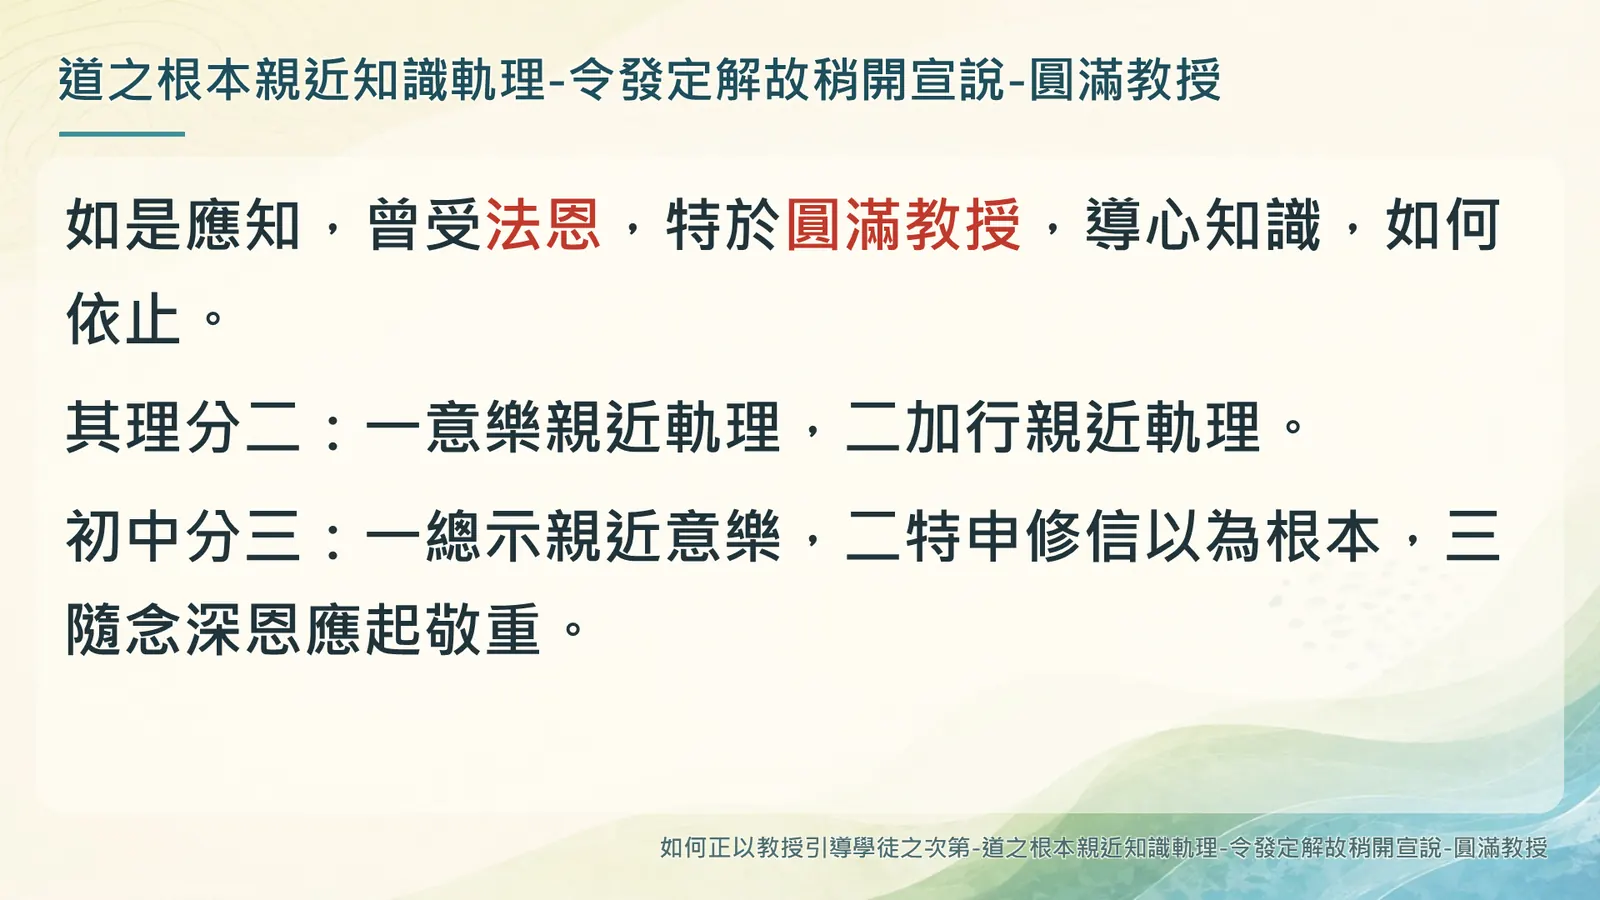 道之根本親近知識軌理-令發定解故稍開宣說-圓滿教授
如是應知，曾受法恩，特於圓滿教授，導心知識，如何
依止。
其理分二：一意樂親近軌理，二加行親近軌理。
初中分三：一總示親近意樂，二特申修信以為根本，三
隨念深恩應起敬重。
如何正以教授引導學徒之次第-道之根本親近知識軌理-令發定解故稍開宣說-圓滿教授